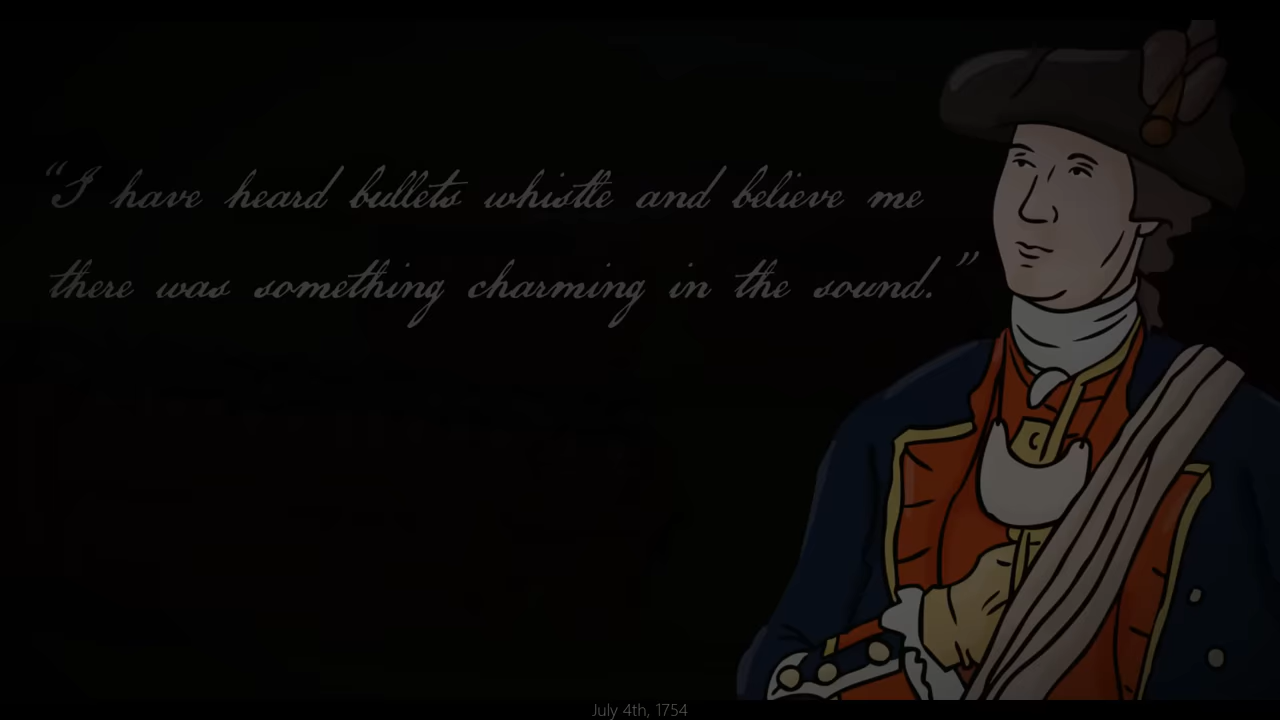 “I have heard bullets whistle and believe me
there was something charming in the sound.”
July 4th, 1754